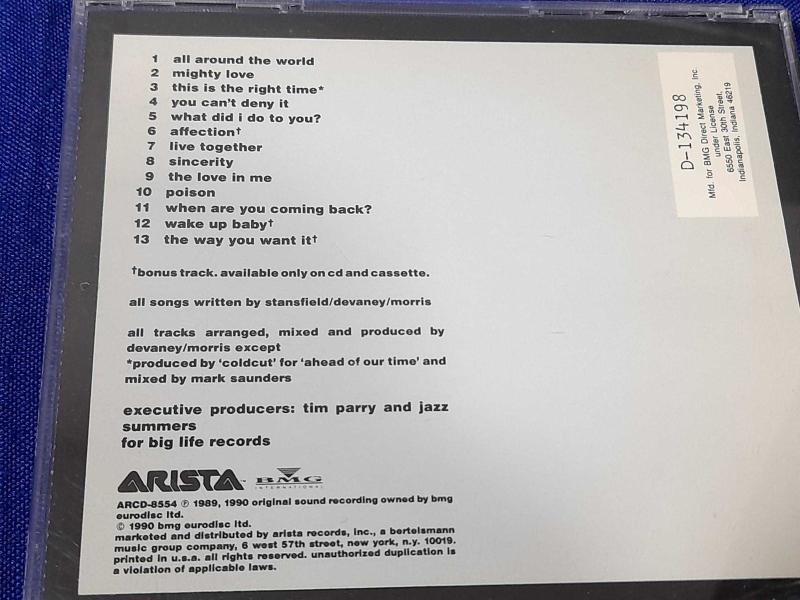 1 all around the world
2 mighty love
3 this is the right time*
4 you can't deny it
5 what did i do to you?
6 affection†
7 live together
8 sincerity
9 the love in me
10 poison
11 when are you coming back?
12 wake up baby†
13 the way you want it†
†bonus track. available only on cd and cassette.
all songs written by stansfield/devaney/morris
all tracks arranged, mixed and produced by
devaney/morris except
*produced by 'coldcut' for 'ahead of our time' and
mixed by mark saunders
executive producers: tim parry and jazz
summers
for big life records
ARISTA™ BMG
INTERNATIONAL
ARCD-8554 ℗ 1989, 1990 original sound recording owned by bmg
eurodisc ltd.
© 1990 bmg eurodisc ltd.
marketed and distributed by arista records, inc., a bertelsmann
music group company, 6 west 57th street, new york, n.y. 10019.
printed in u.s.a. all rights reserved. unauthorized duplication is
a violation of applicable laws.
D-134198
Mfd. for BMG Direct Marketing, Inc.
under License
6550 East 30th Street,
Indianapolis, Indiana 46219